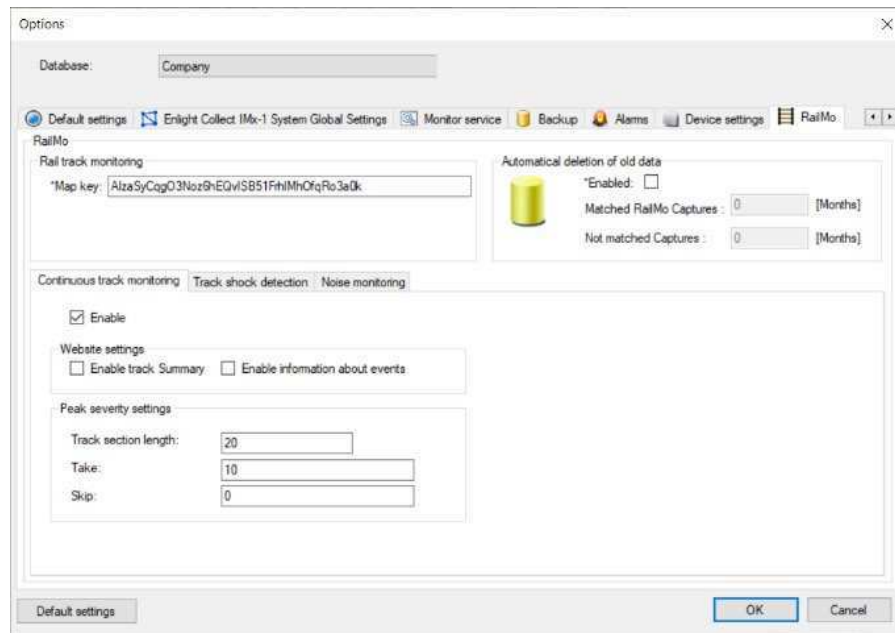 Options
Database: Company
Default settings Enlight Collect IMx-1 System Global Settings Monitor service Backup Alarms Device settings RailMo
RailMo
Rail track monitoring
*Map key:
Automatical deletion of old data
*Enabled:
Matched RailMo Captures : 0 [Months]
Not matched Captures : 0 [Months]
Continuous track monitoring Track shock detection Noise monitoring
Enable
Website settings
Enable track Summary Enable information about events
Peak severity settings
Track section length: 20
Take: 10
Skip: 0
Default settings OK Cancel